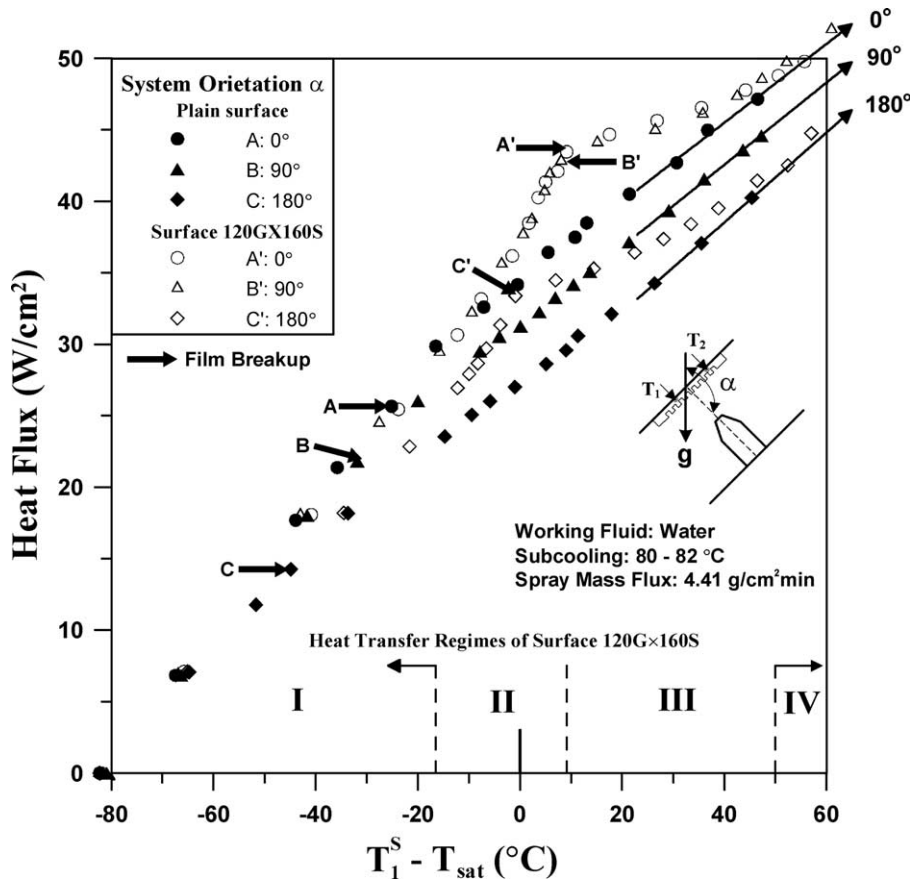 0°
90°
180°
50
40
30
20
10
0
Heat Flux (W/cm²)
System Orietation α
Plain surface
A: 0°
B: 90°
C: 180°
Surface 120GX160S
A': 0°
B': 90°
C': 180°
Film Breakup
A'
B'
C'
A
B
C
T₂
T₁
α
g
Working Fluid: Water
Subcooling: 80 - 82 °C
Spray Mass Flux: 4.41 g/cm²min
Heat Transfer Regimes of Surface 120G×160S
I II III IV
-80 -60 -40 -20 0 20 40 60
T₁ˢ - Tsat (°C)